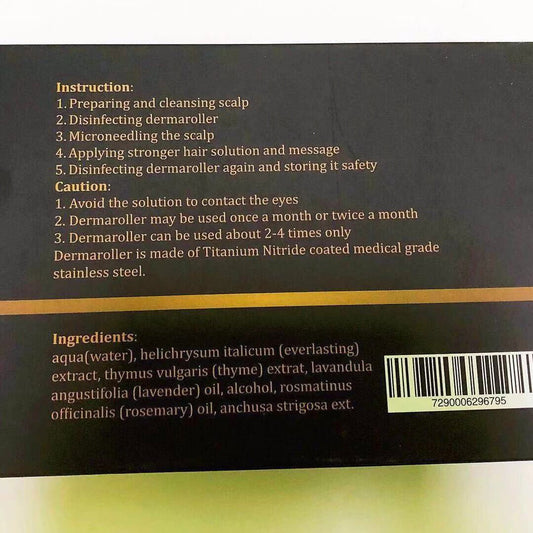 Instruction:
1. Preparing and cleansing scalp
2. Disinfecting dermaroller
3. Microneedling the scalp
4. Applying stronger hair solution and message
5. Disinfecting dermaroller again and storing it safety
Caution:
1. Avoid the solution to contact the eyes
2. Dermaroller may be used once a month or twice a month
3. Dermaroller can be used about 2-4 times only
Dermaroller is made of Titanium Nitride coated medical grade
stainless steel.
Ingredients:
aqua(water), helichrysum italicum (everlasting)
extract, thymus vulgaris (thyme) extrat, lavandula
angustifolia (lavender) oil, alcohol, rosmatinus
officinalis (rosemary) oil, anchusa strigosa ext.
7290006296795